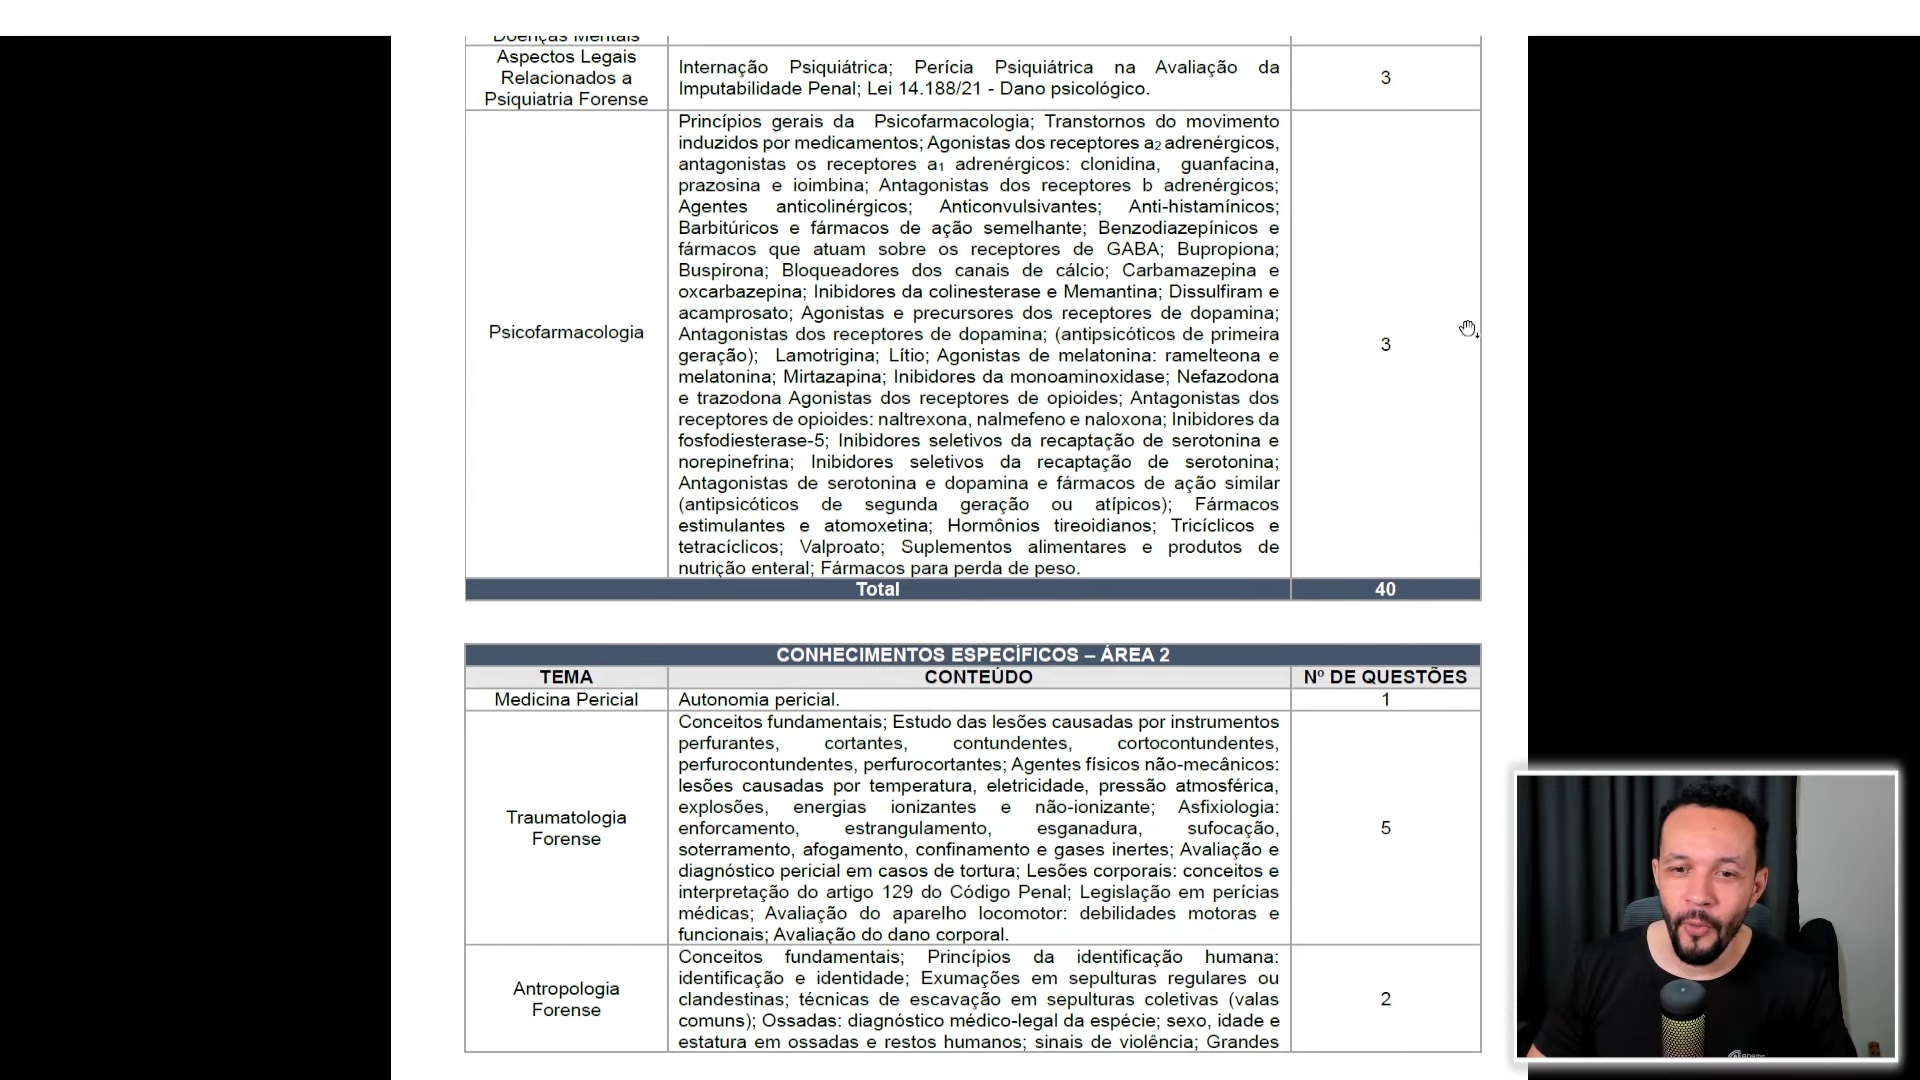 Doenças Mentais
Aspectos Legais
Relacionados a
Psiquiatria Forense
Internação Psiquiátrica; Perícia Psiquiátrica na Avaliação da
Imputabilidade Penal; Lei 14.188/21 - Dano psicológico.
3
Psicofarmacologia
Princípios gerais da Psicofarmacologia; Transtornos do movimento
induzidos por medicamentos; Agonistas dos receptores a₂ adrenérgicos,
antagonistas os receptores a₁ adrenérgicos: clonidina, guanfacina,
prazosina e ioimbina; Antagonistas dos receptores b adrenérgicos;
Agentes anticolinérgicos; Anticonvulsivantes; Anti-histamínicos;
Barbitúricos e fármacos de ação semelhante; Benzodiazepínicos e
fármacos que atuam sobre os receptores de GABA; Bupropiona;
Buspirona; Bloqueadores dos canais de cálcio; Carbamazepina e
oxcarbazepina; Inibidores da colinesterase e Memantina; Dissulfiram e
acamprosato; Agonistas e precursores dos receptores de dopamina;
Antagonistas dos receptores de dopamina; (antipsicóticos de primeira
geração); Lamotrigina; Lítio; Agonistas de melatonina: ramelteona e
melatonina; Mirtazapina; Inibidores da monoaminoxidase; Nefazodona
e trazodona Agonistas dos receptores de opioides; Antagonistas dos
receptores de opioides: naltrexona, nalmefeno e naloxona; Inibidores da
fosfodiesterase-5; Inibidores seletivos da recaptação de serotonina e
norepinefrina; Inibidores seletivos da recaptação de serotonina;
Antagonistas de serotonina e dopamina e fármacos de ação similar
(antipsicóticos de segunda geração ou atípicos); Fármacos
estimulantes e atomoxetina; Hormônios tireoidianos; Tricíclicos e
tetracíclicos; Valproato; Suplementos alimentares e produtos de
nutrição enteral; Fármacos para perda de peso.
3
Total 40
CONHECIMENTOS ESPECÍFICOS – ÁREA 2
TEMA CONTEÚDO Nº DE QUESTÕES
Medicina Pericial Autonomia pericial. 1
Traumatologia
Forense
Conceitos fundamentais; Estudo das lesões causadas por instrumentos
perfurantes, cortantes, contundentes, cortocontundentes,
perfurocontundentes, perfurocortantes; Agentes físicos não-mecânicos:
lesões causadas por temperatura, eletricidade, pressão atmosférica,
explosões, energias ionizantes e não-ionizante; Asfixiologia:
enforcamento, estrangulamento, esganadura, sufocação,
soterramento, afogamento, confinamento e gases inertes; Avaliação e
diagnóstico pericial em casos de tortura; Lesões corporais: conceitos e
interpretação do artigo 129 do Código Penal; Legislação em perícias
médicas; Avaliação do aparelho locomotor: debilidades motoras e
funcionais; Avaliação do dano corporal.
5
Antropologia
Forense
Conceitos fundamentais; Princípios da identificação humana:
identificação e identidade; Exumações em sepulturas regulares ou
clandestinas; técnicas de escavação em sepulturas coletivas (valas
comuns); Ossadas: diagnóstico médico-legal da espécie; sexo, idade e
estatura em ossadas e restos humanos; sinais de violência; Grandes
2